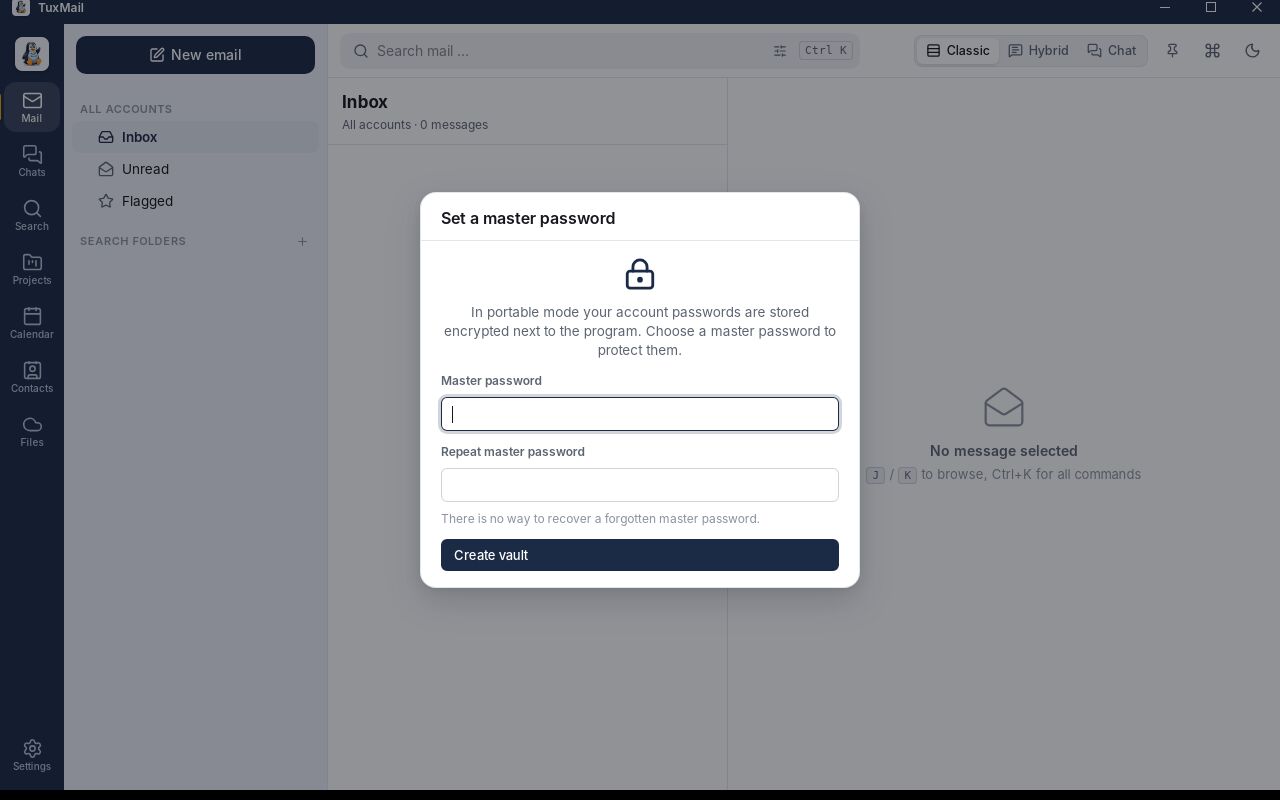 TuxMail
New email
Search mail ...
Ctrl K
Classic
Hybrid
Chat
Mail
Chats
Search
Projects
Calendar
Contacts
Files
Settings
ALL ACCOUNTS
Inbox
Unread
Flagged
SEARCH FOLDERS
Inbox
All accounts · 0 messages
Set a master password
In portable mode your account passwords are stored
encrypted next to the program. Choose a master password to
protect them.
Master password
Repeat master password
There is no way to recover a forgotten master password.
Create vault
No message selected
J / K to browse, Ctrl+K for all commands